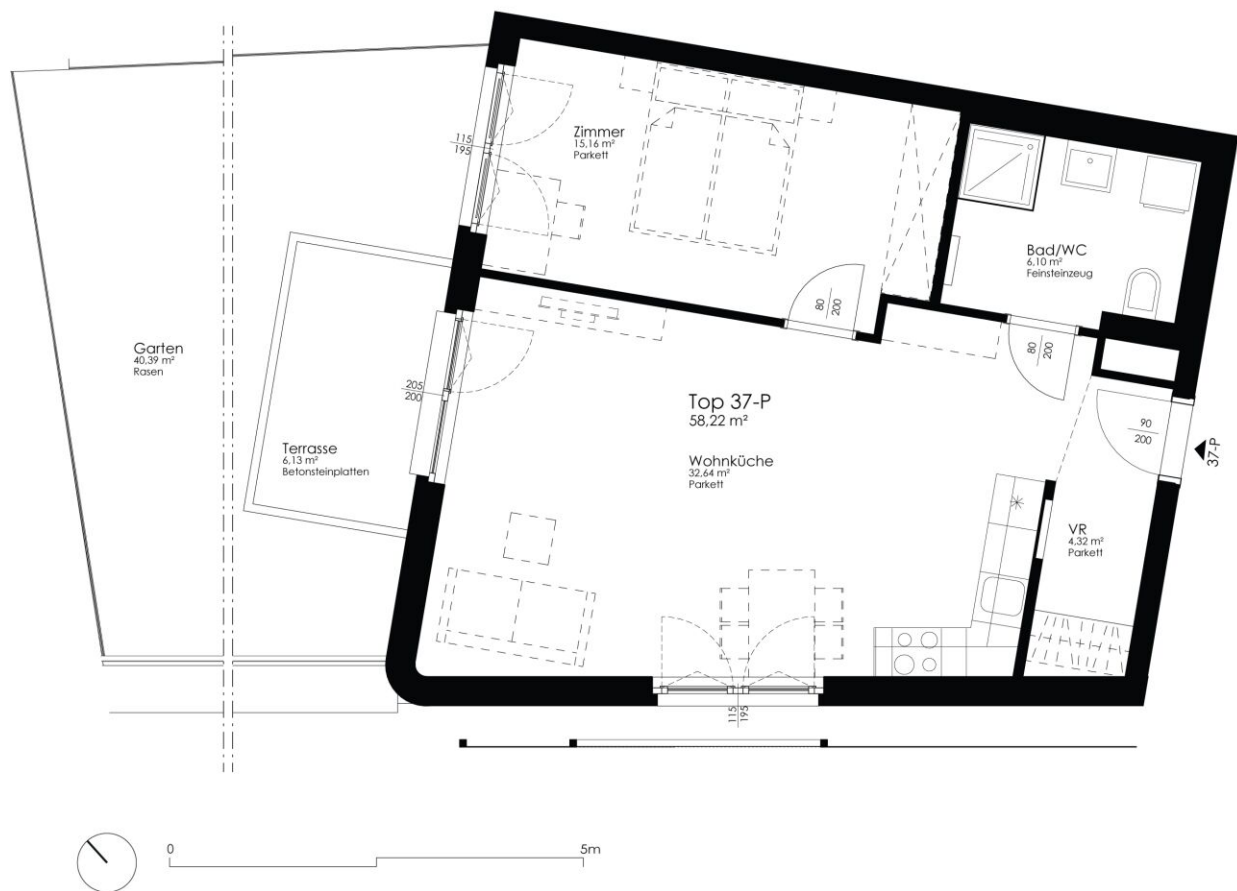 Zimmer
15,16 m²
Parkett
115
195
Bad/WC
6,10 m²
Feinsteinzeug
80
200
80
200
Garten
40,39 m²
Rasen
205
200
Top 37-P
58,22 m²
90
200
37-P
Terrasse
6,13 m²
Betonsteinplatten
Wohnküche
32,64 m²
Parkett
VR
4,32 m²
Parkett
115
195
0
5m